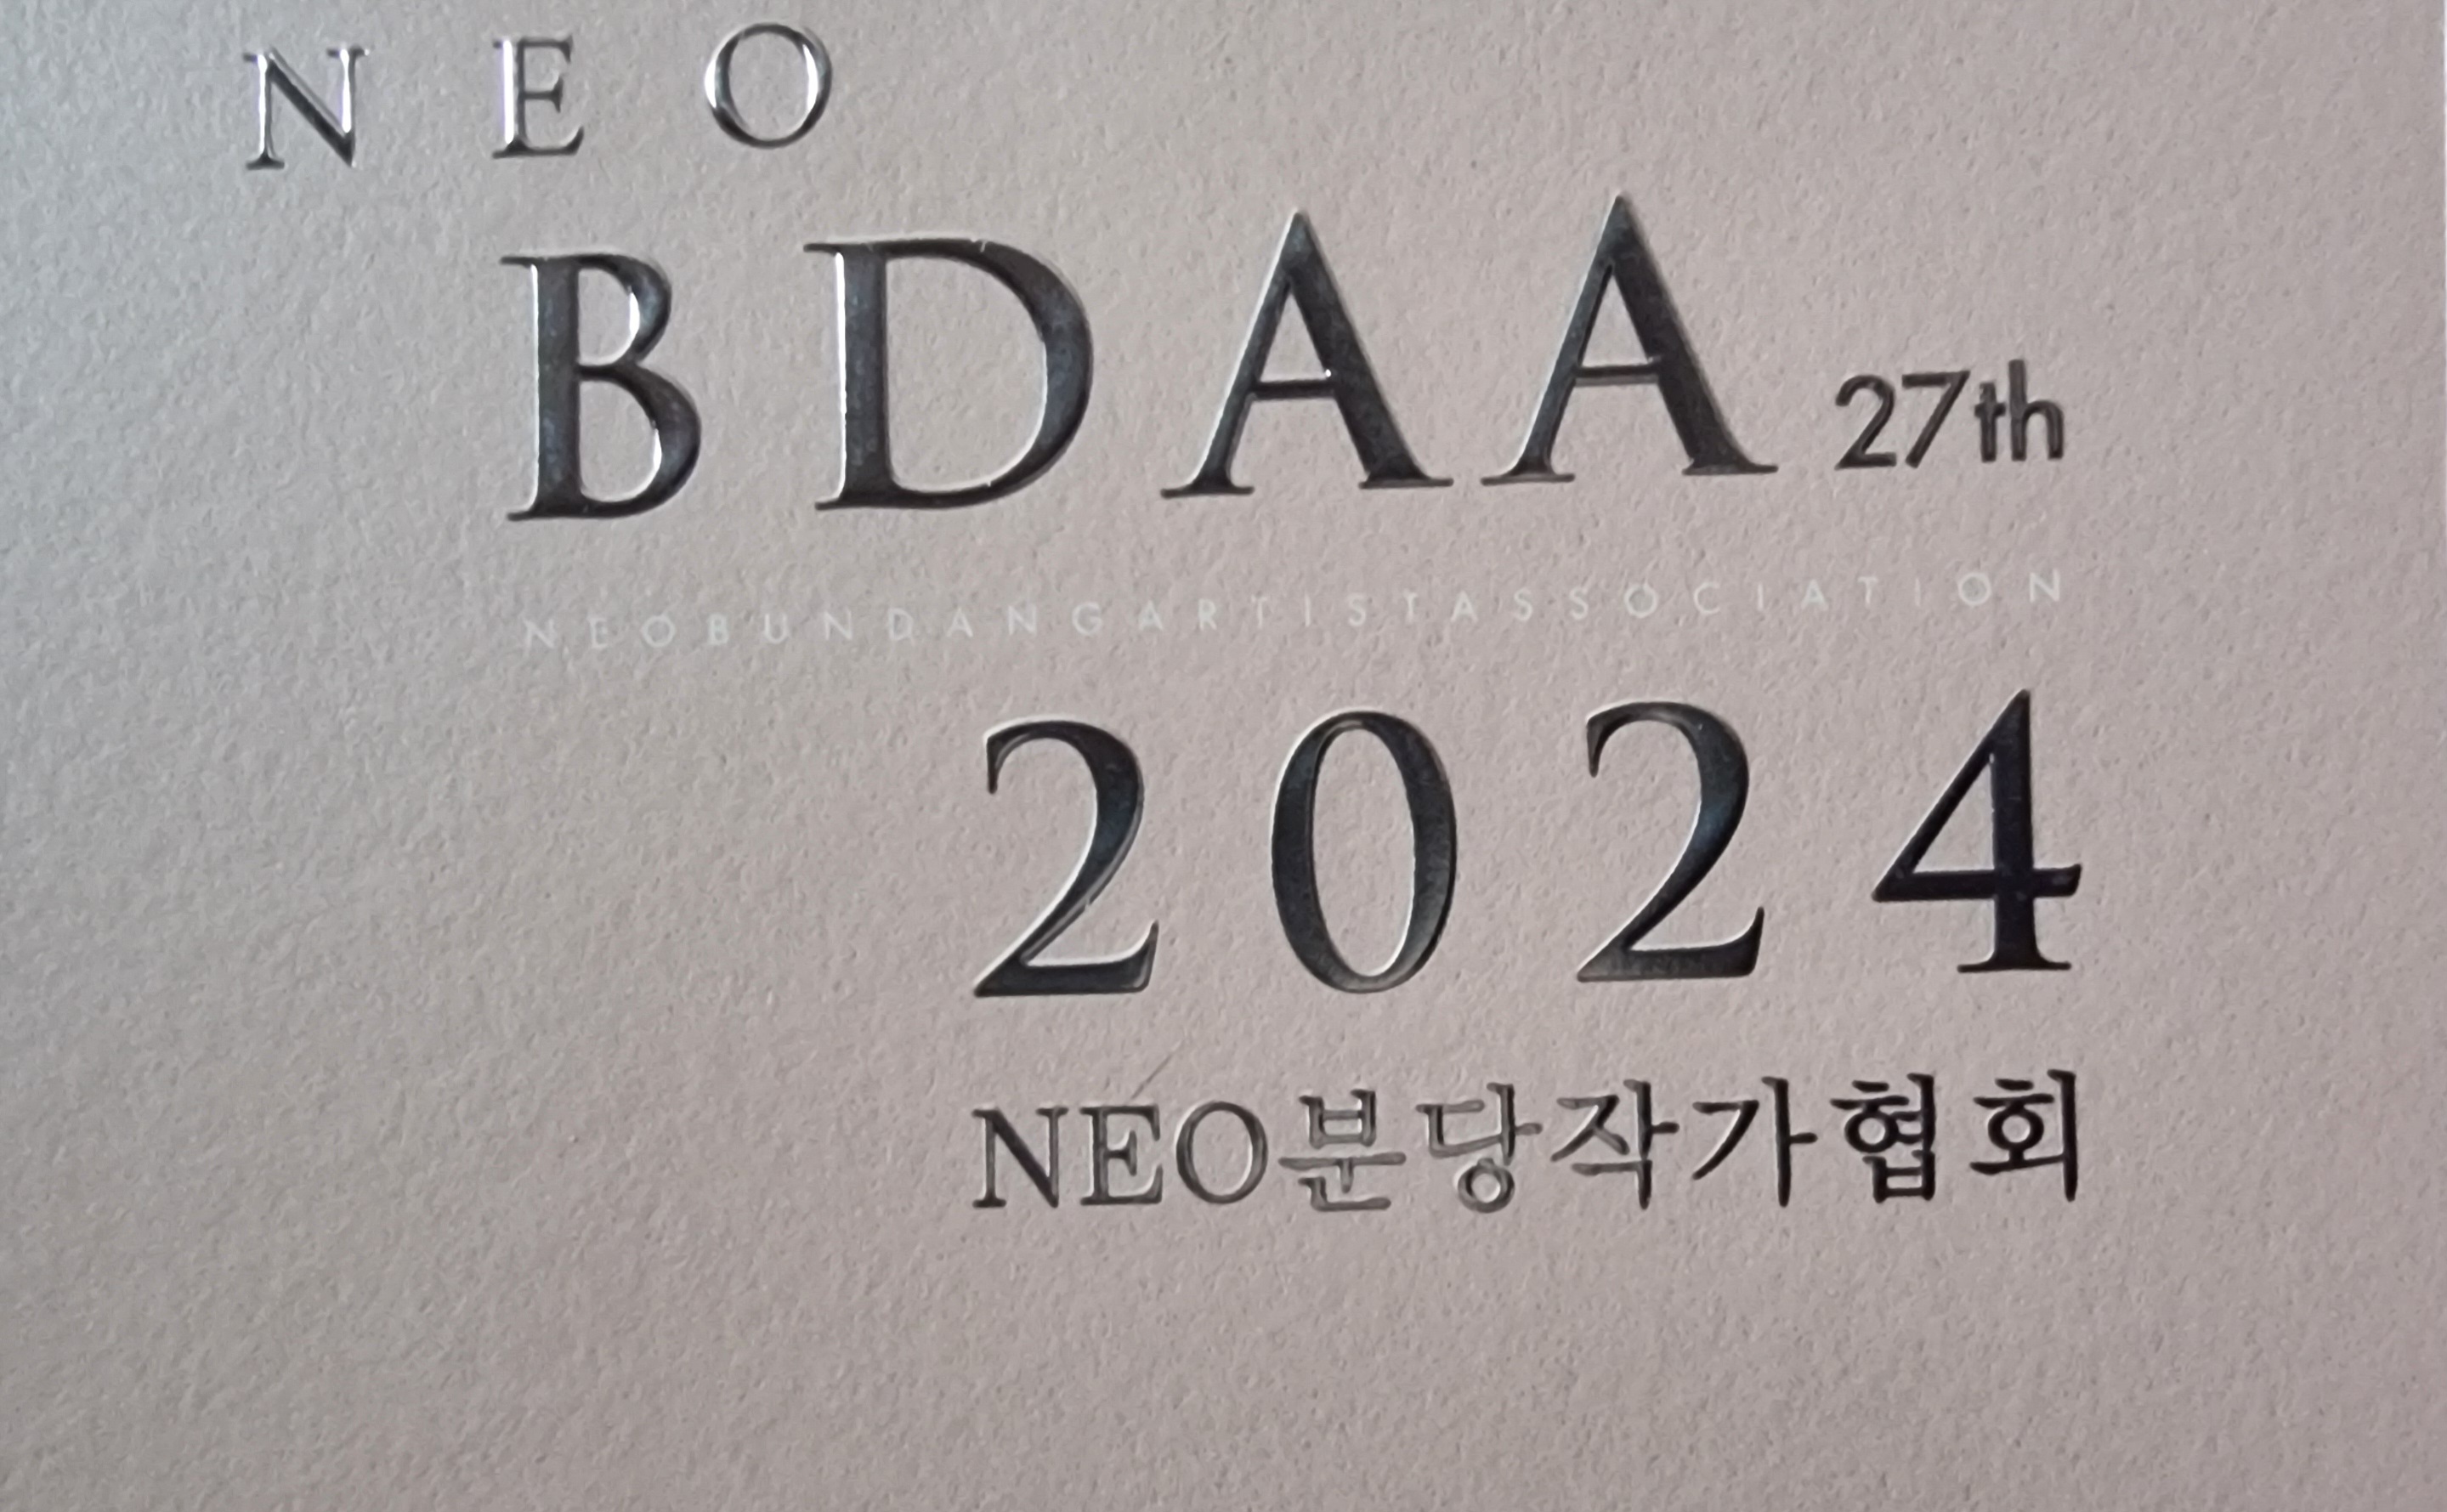 NEO
BDAA 27th
NEOBUNDANGARTISTASSOCIATION
2024
NEO분당작가협회